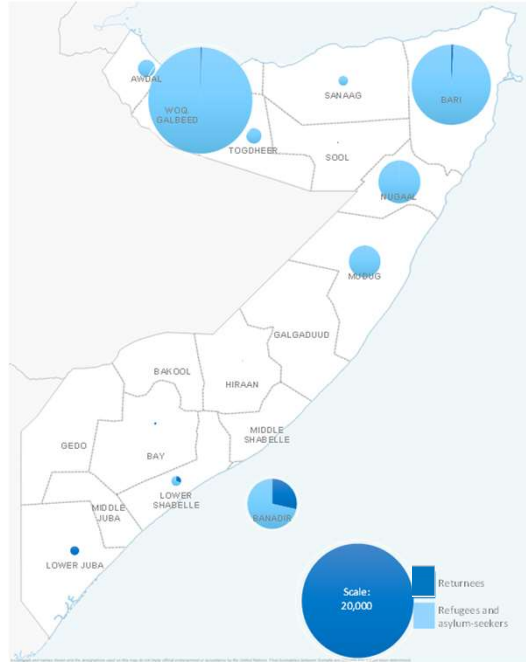 AWDAL
WOQ.
GALBEED
TOGDHEER
SANAAG
BARI
SOOL
NUGAAL
MUDUG
GALGADUUD
BAKOOL
HIRAAN
GEDO
BAY
MIDDLE
SHABELLE
LOWER
SHABELLE
MIDDLE
JUBA
BANADIR
LOWER JUBA
Scale:
20,000
Returnees
Refugees and
asylum-seekers